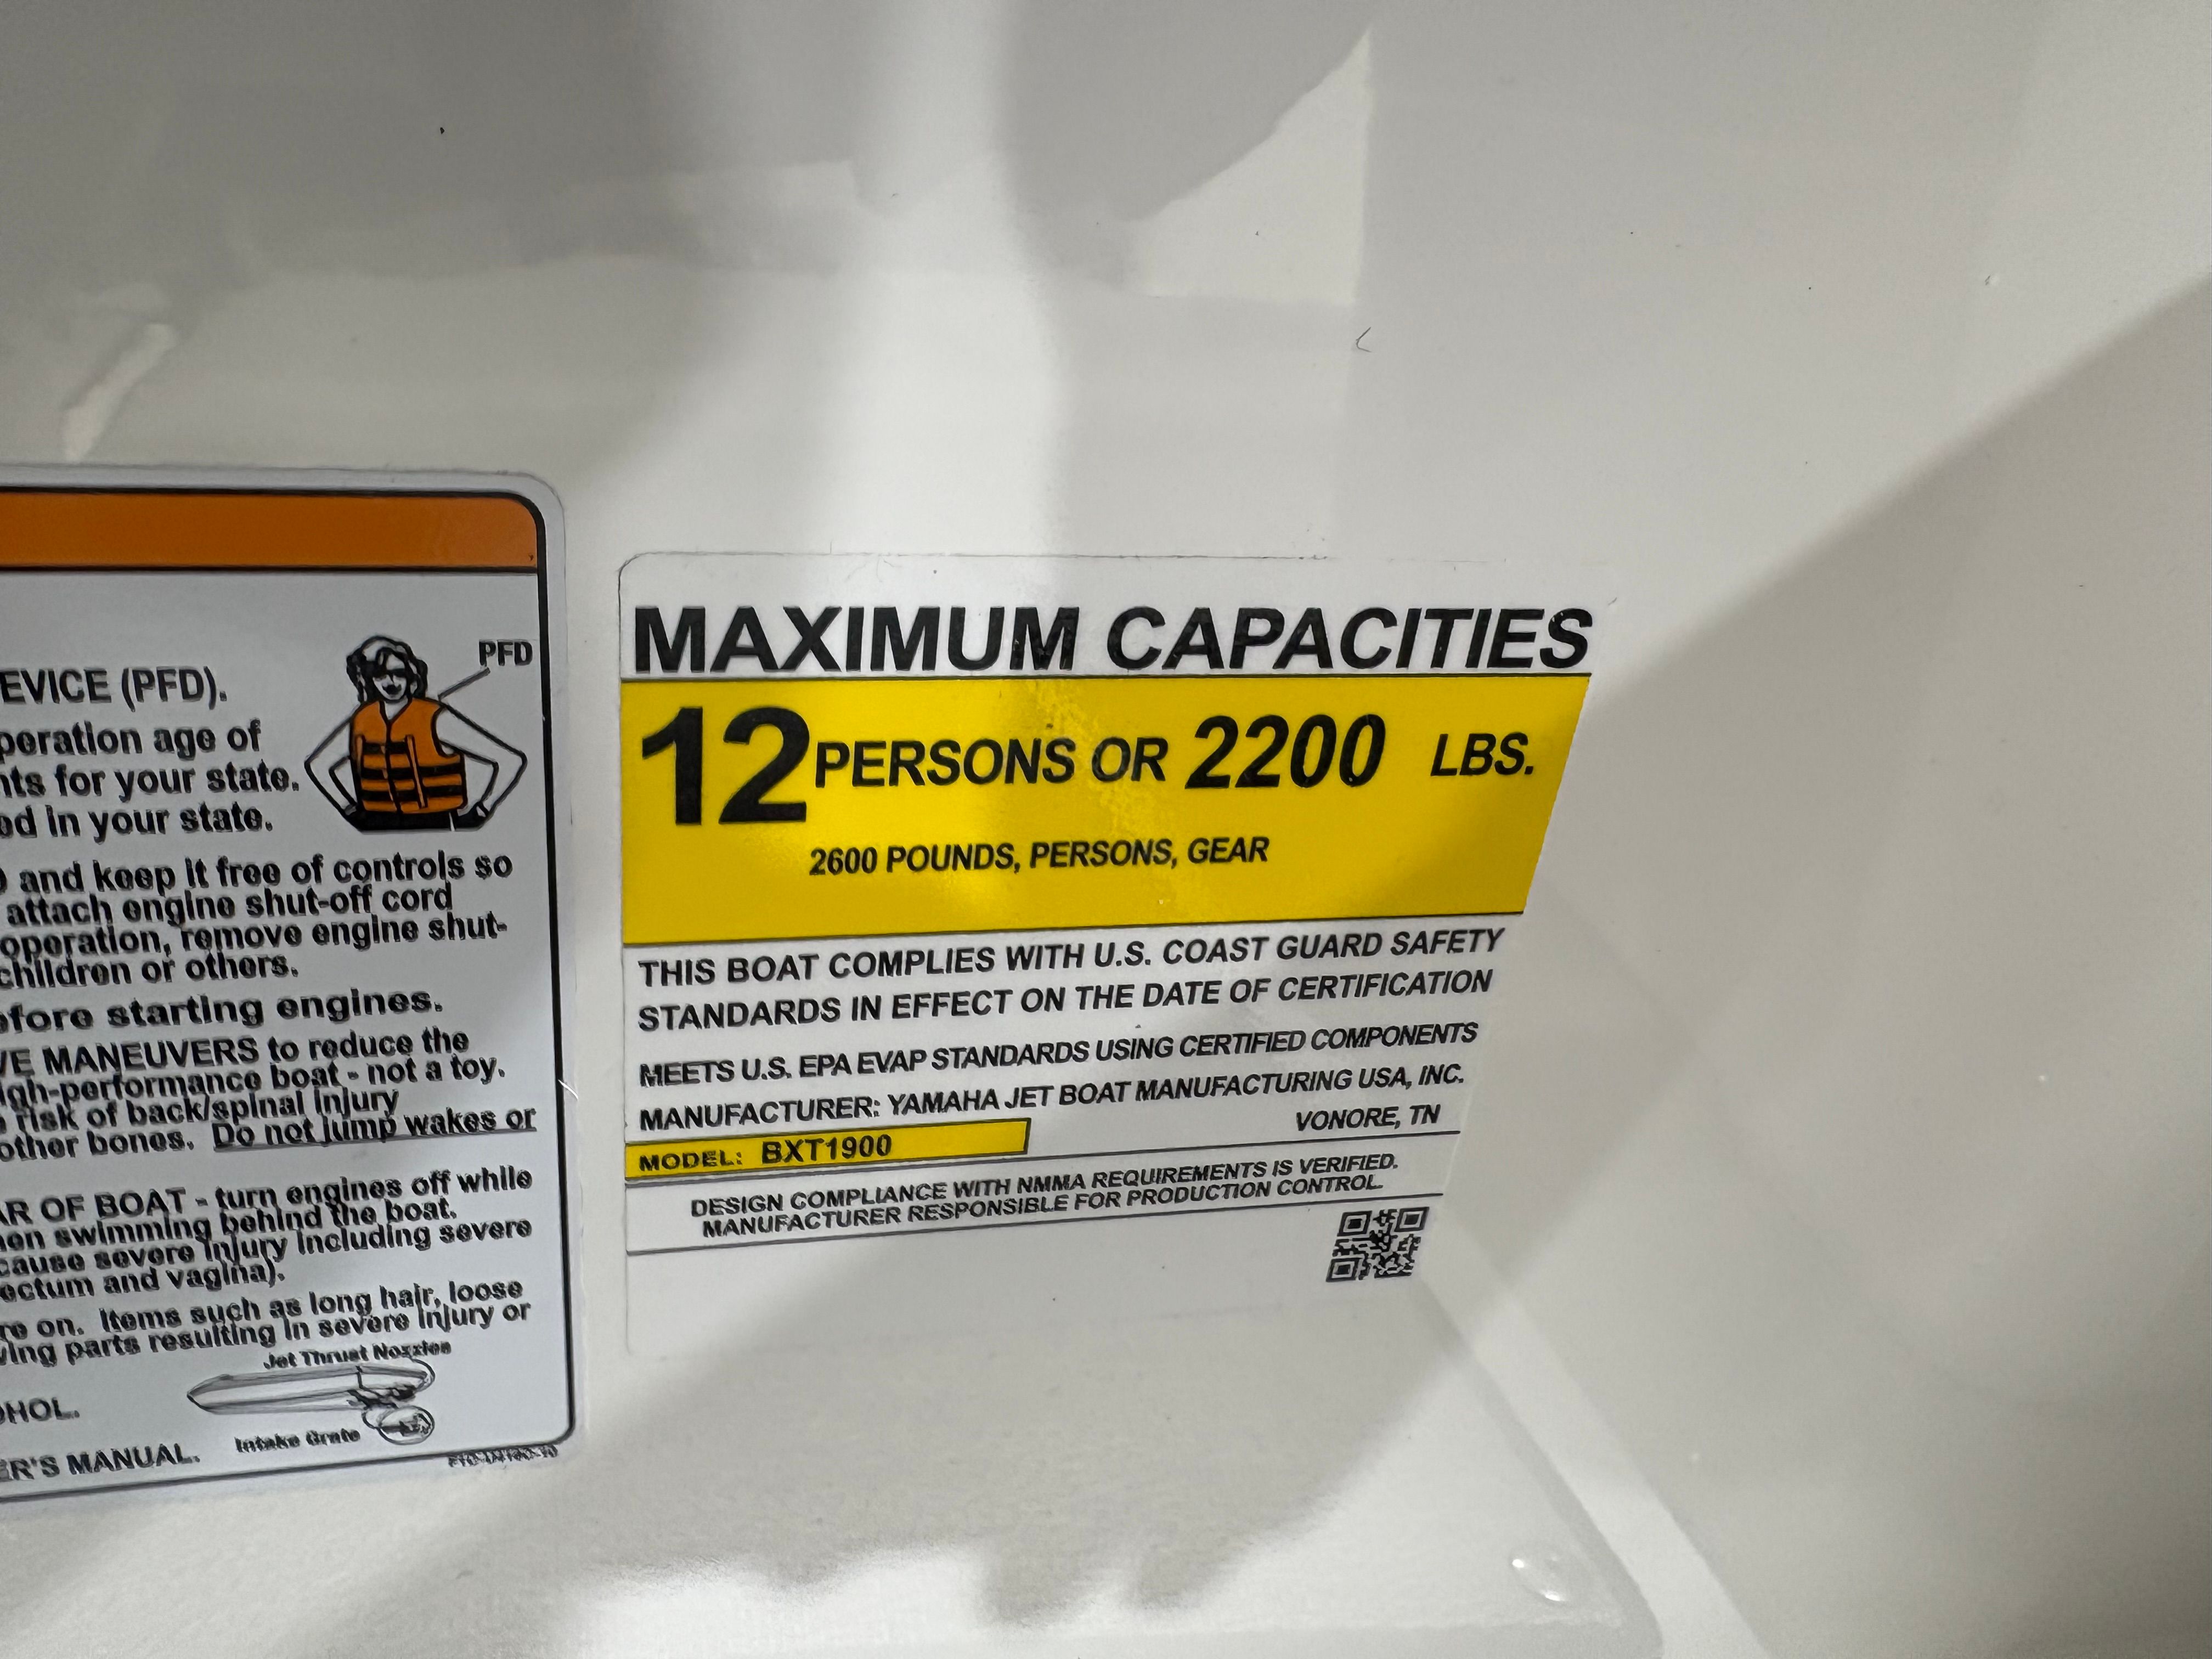 PFD
EVICE (PFD).
peration age of
nts for your state.
ed in your state.
and keep it free of controls so
attach engine shut-off cord
operation, remove engine shut-
children or others.
efore starting engines.
VE MANEUVERS to reduce the
igh-performance boat - not a toy.
risk of back/spinal injury
other bones. Do not jump wakes or
AR OF BOAT - turn engines off while
hen swimming behind the boat.
cause severe injury including severe
ectum and vagina).
re on. Items such as long hair, loose
ving parts resulting in severe injury or
Jet Thrust Nozzles
OHOL.
Intake Grate
ER'S MANUAL.
MAXIMUM CAPACITIES
12 PERSONS OR 2200 LBS.
2600 POUNDS, PERSONS, GEAR
THIS BOAT COMPLIES WITH U.S. COAST GUARD SAFETY
STANDARDS IN EFFECT ON THE DATE OF CERTIFICATION
MEETS U.S. EPA EVAP STANDARDS USING CERTIFIED COMPONENTS
MANUFACTURER: YAMAHA JET BOAT MANUFACTURING USA, INC.
VONORE, TN
MODEL: BXT1900
DESIGN COMPLIANCE WITH NMMA REQUIREMENTS IS VERIFIED.
MANUFACTURER RESPONSIBLE FOR PRODUCTION CONTROL.